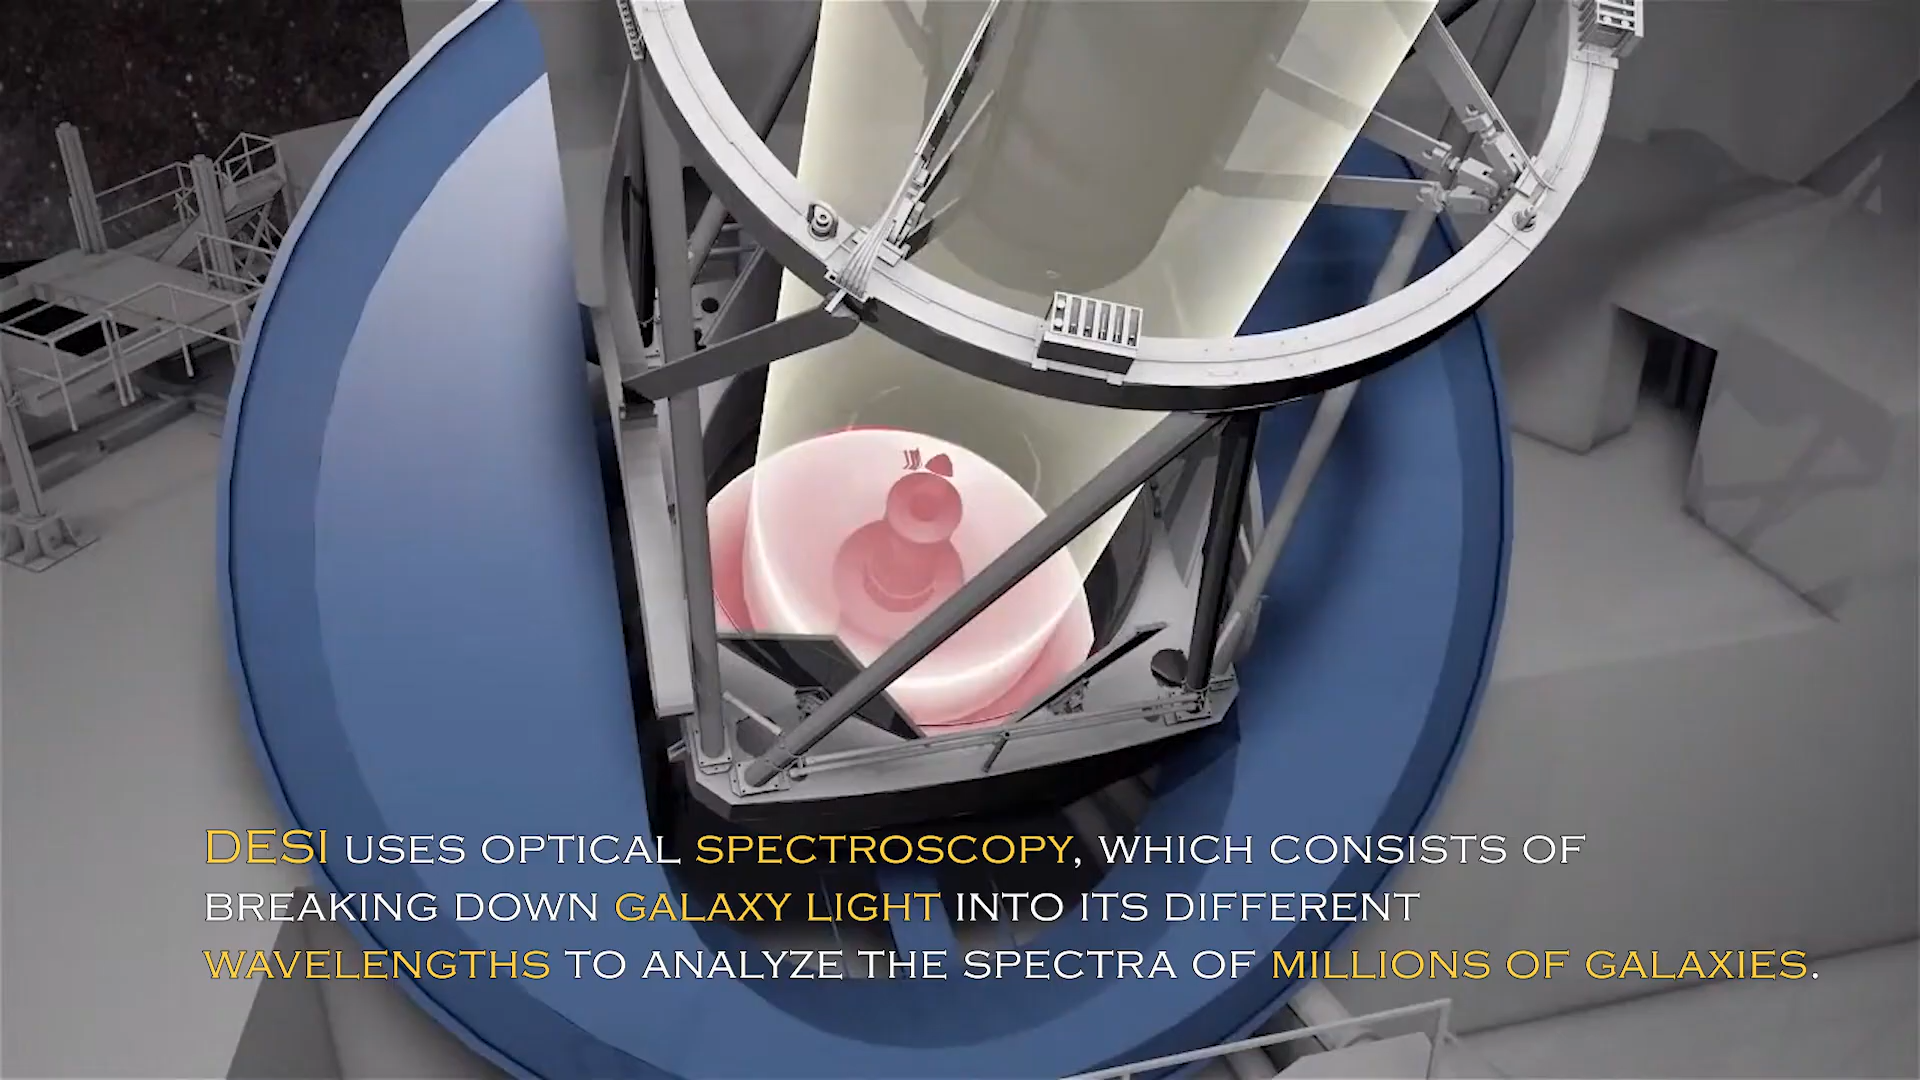 DESI USES OPTICAL SPECTROSCOPY, WHICH CONSISTS OF
BREAKING DOWN GALAXY LIGHT INTO ITS DIFFERENT
WAVELENGTHS TO ANALYZE THE SPECTRA OF MILLIONS OF GALAXIES.